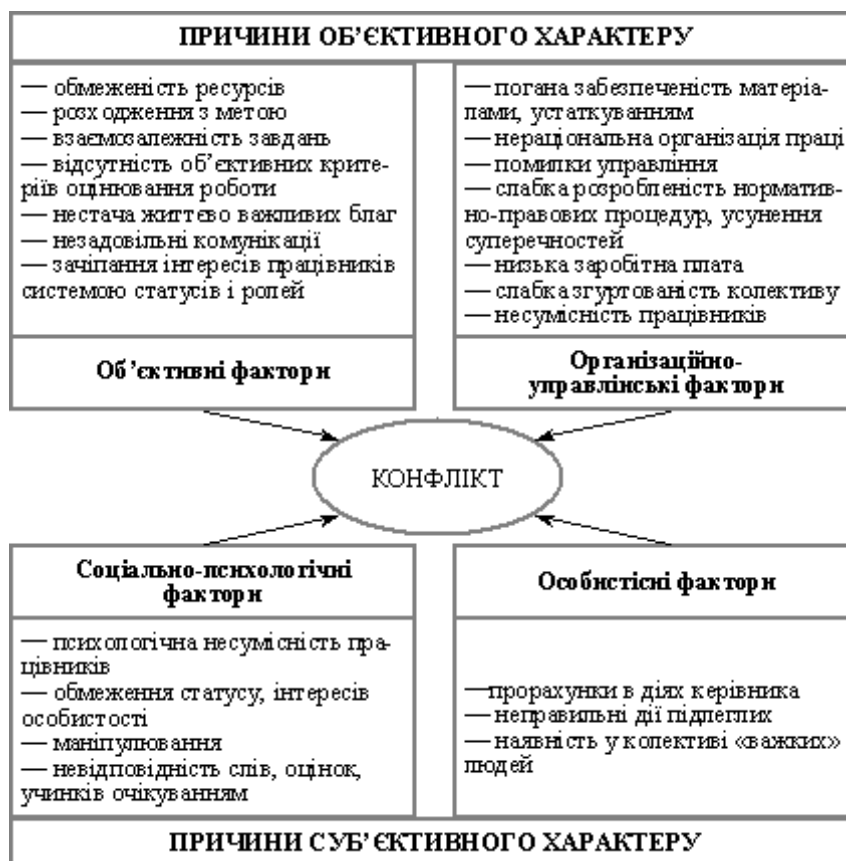 ПРИЧИНИ ОБ’ЄКТИВНОГО ХАРАКТЕРУ
— обмеженість ресурсів
— розходження з метою
— взаємозалежність завдань
— відсутність об’єктивних крите-
ріїв оцінювання роботи
— нестача життєво важливих благ
— незадовільні комунікації
— зачіпання інтересів працівників
системою статусів і ролей
Об’єктивні фактори
— погана забезпеченість матеріа-
лами, устаткуванням
— нераціональна організація праці
— помилки управління
— слабка розробленість норматив-
но-правових процедур, усунення
суперечностей
— низька заробітна плата
— слабка згуртованість колективу
— несумісність працівників
Організаційно-
управлінські фактори
КОНФЛІКТ
Соціально-психологічні
фактори
— психологічна несумісність пра-
цівників
— обмеження статусу, інтересів
особистості
— маніпулювання
— невідповідність слів, оцінок,
учинків очікуванням
Особистісні фактори
—прорахунки в діях керівника
— неправильні дії підлеглих
— наявність у колективі «важких»
людей
ПРИЧИНИ СУБ’ЄКТИВНОГО ХАРАКТЕРУ